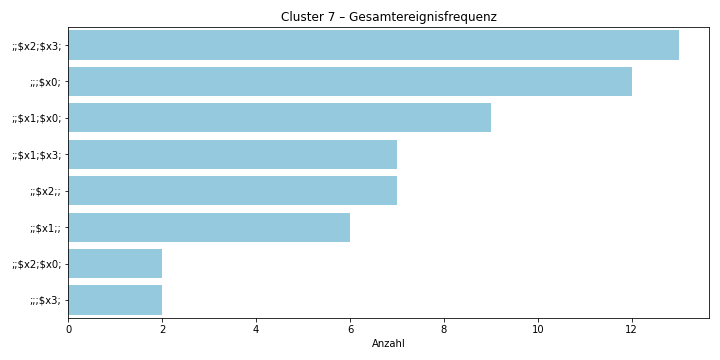 Cluster 7 – Gesamtereignisfrequenz
;;$x2;$x3;
;;;$x0;
;;$x1;$x0;
;;$x1;$x3;
;;$x2;;
;;$x1;;
;;$x2;$x0;
;;;$x3;
0 2 4 6 8 10 12
Anzahl